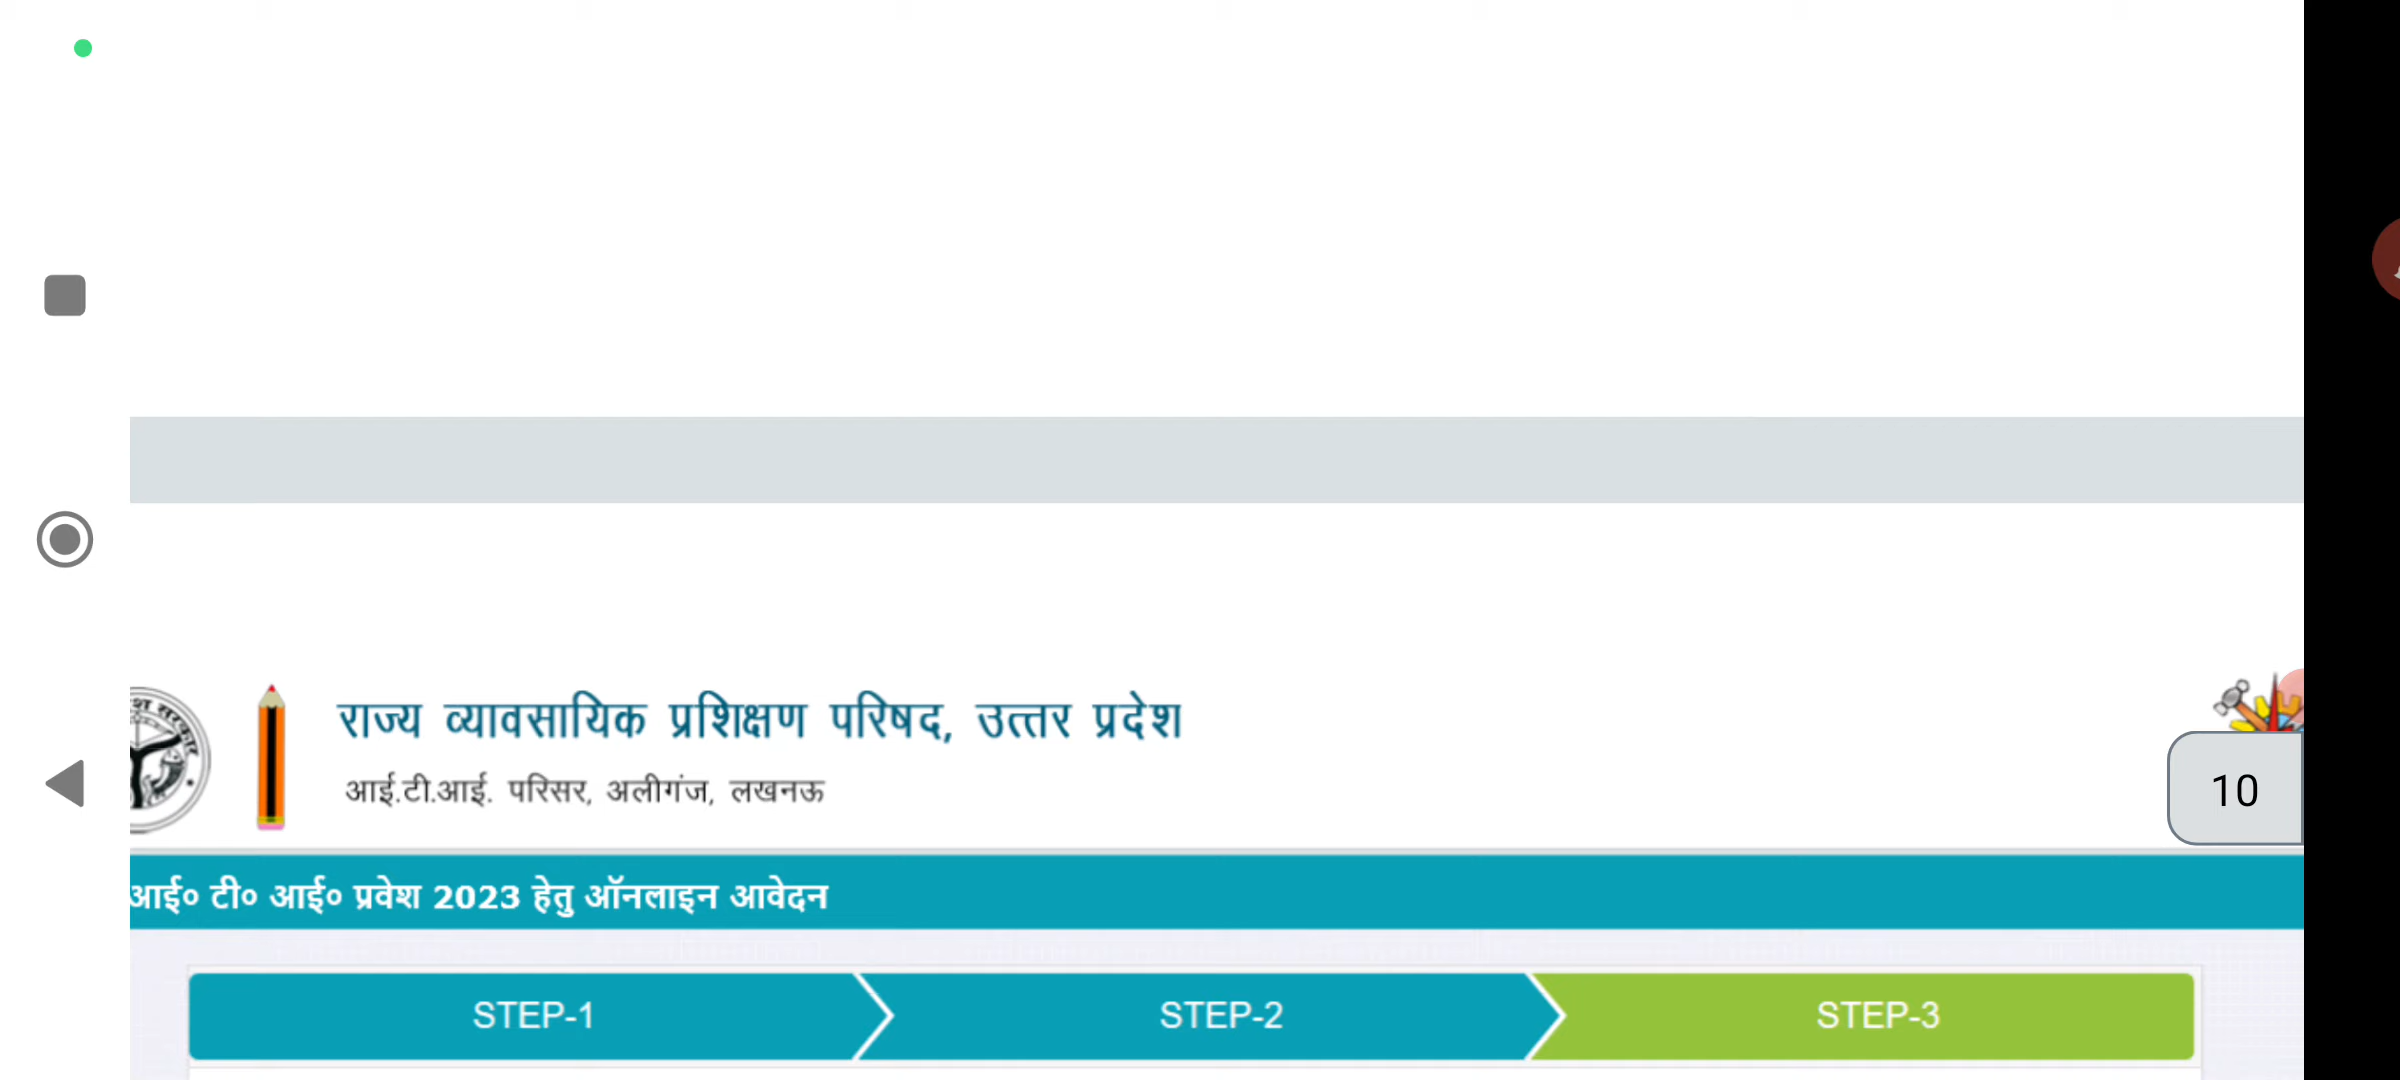 राज्य व्यावसायिक प्रशिक्षण परिषद, उत्तर प्रदेश
आई.टी.आई. परिसर, अलीगंज, लखनऊ
10
आई० टी० आई० प्रवेश 2023 हेतु ऑनलाइन आवेदन
STEP-1
STEP-2
STEP-3